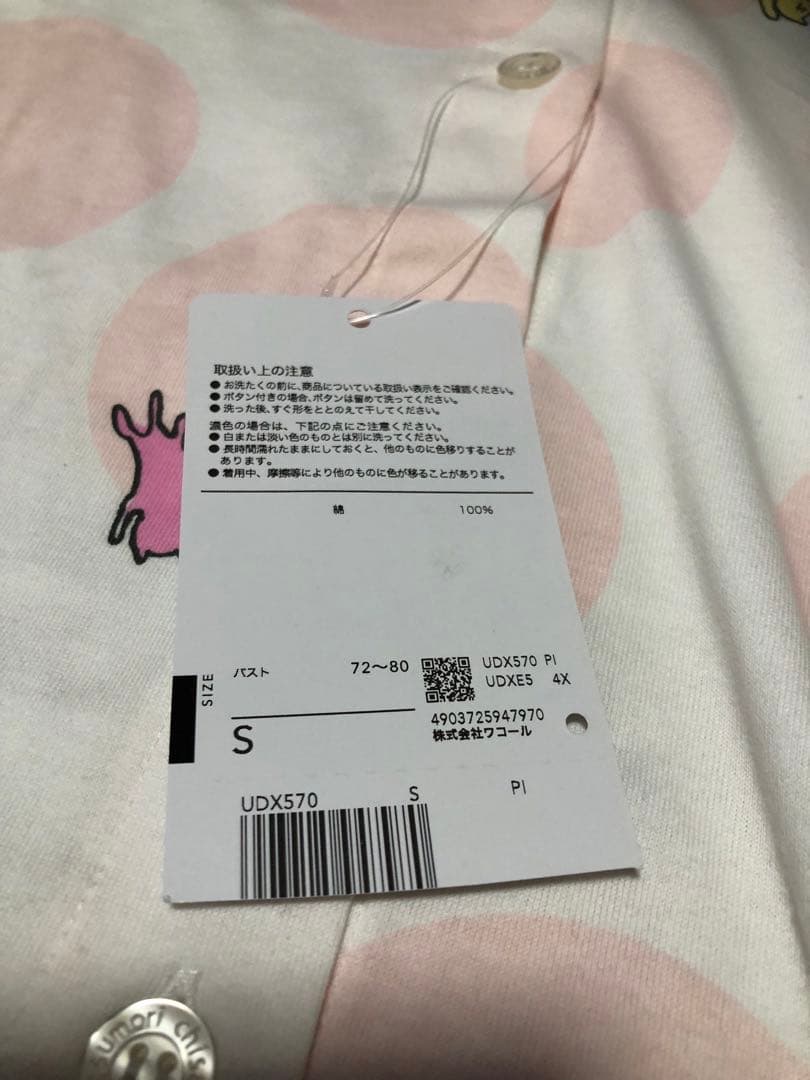 取扱い上の注意
● お洗たくの前に、商品についている取扱い表示をご確認ください。
● ボタン付きの場合、ボタンは留めて洗ってください。
● 洗った後、すぐ形をととのえて干してください。
濃色の場合は、下記の点にご注意ください。
● 白または淡い色のものとは別に洗ってください。
● 長時間濡れたままにしておくと、他のものに色移りすることが
あります。
● 着用中、摩擦等により他のものに色が移ることがあります。
綿 100%
SIZE
バスト 72〜80
S
UDX570 PI
UDXE5 4X
4903725947970
株式会社ワコール
UDX570 S PI
sumori chis